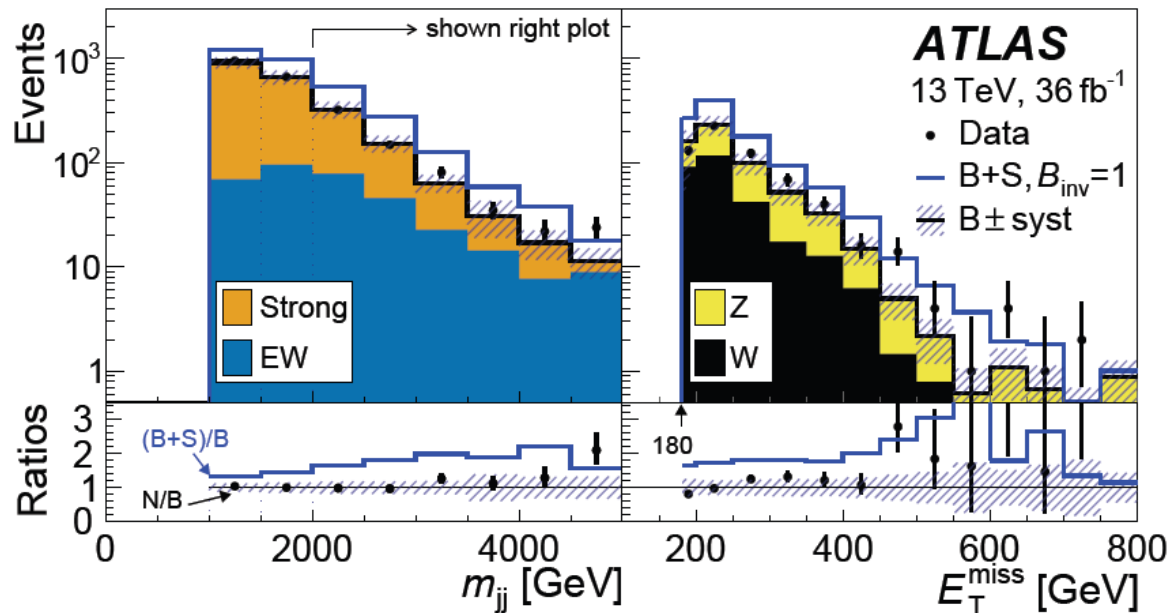 Events
10³
10²
10
1
shown right plot
Strong
EW
Z
W
ATLAS
13 TeV, 36 fb⁻¹
Data
B+S, B_inv=1
B ± syst
Ratios
3
2
1
0
(B+S)/B
N/B
180
0 2000 4000
m_jj [GeV]
200 400 600 800
E_T^miss [GeV]